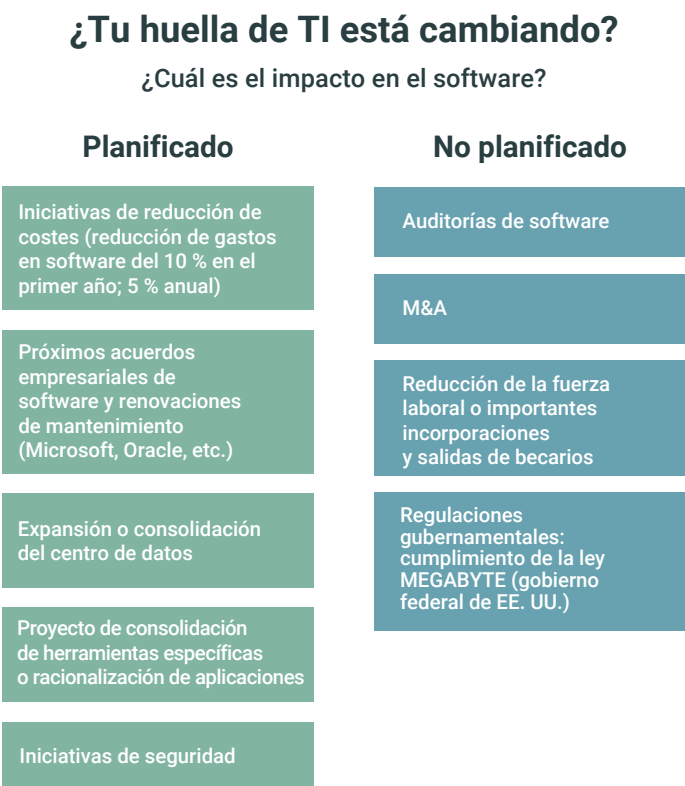 ¿Tu huella de TI está cambiando?
¿Cuál es el impacto en el software?
Planificado
Iniciativas de reducción de
costes (reducción de gastos
en software del 10 % en el
primer año; 5 % anual)
Próximos acuerdos
empresariales de
software y renovaciones
de mantenimiento
(Microsoft, Oracle, etc.)
Expansión o consolidación
del centro de datos
Proyecto de consolidación
de herramientas específicas
o racionalización de aplicaciones
Iniciativas de seguridad
No planificado
Auditorías de software
M&A
Reducción de la fuerza
laboral o importantes
incorporaciones
y salidas de becarios
Regulaciones
gubernamentales:
cumplimiento de la ley
MEGABYTE (gobierno
federal de EE. UU.)